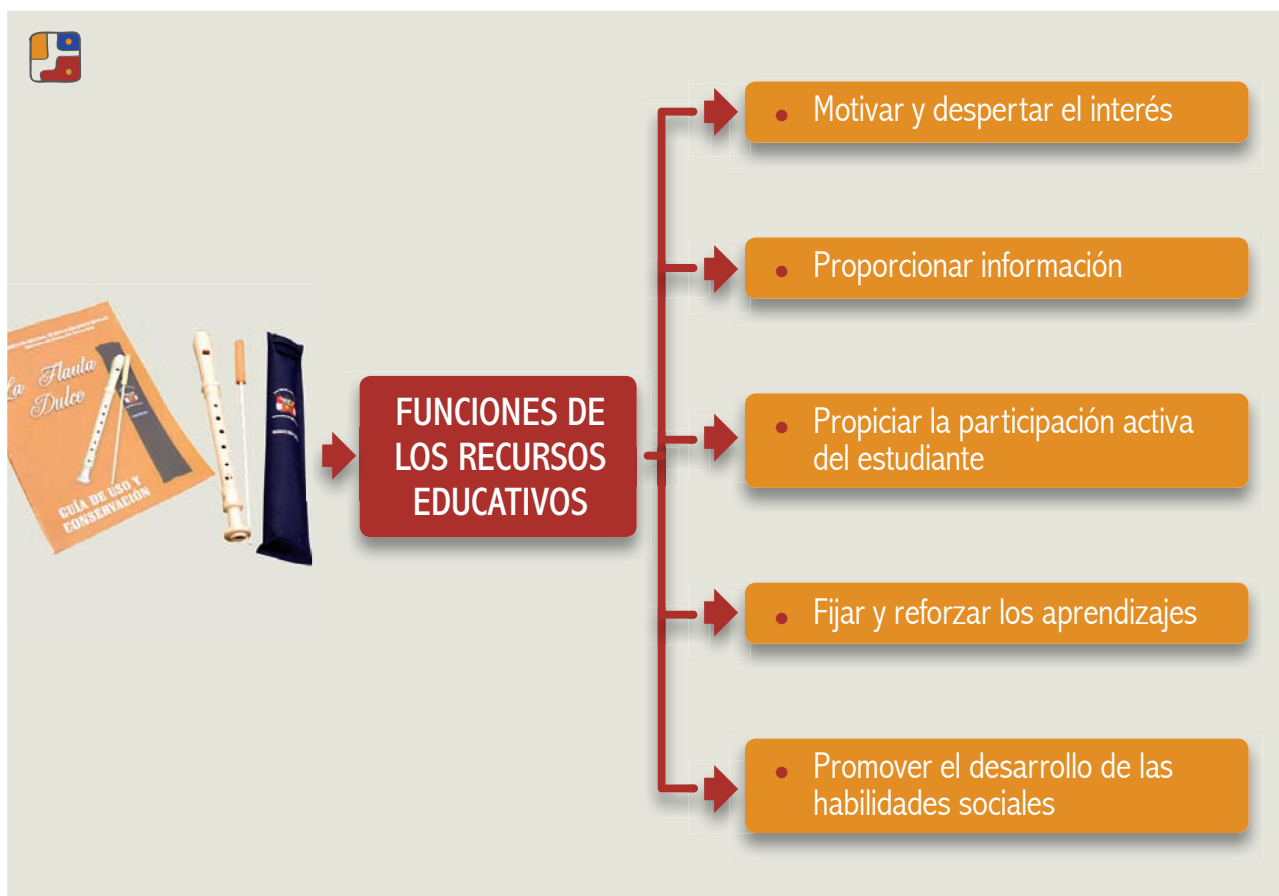 • Motivar y despertar el interés
• Proporcionar información
La Flauta
Dulce
GUÍA DE USO Y
CONSERVACIÓN
FUNCIONES DE
LOS RECURSOS
EDUCATIVOS
• Propiciar la participación activa
del estudiante
• Fijar y reforzar los aprendizajes
• Promover el desarrollo de las
habilidades sociales